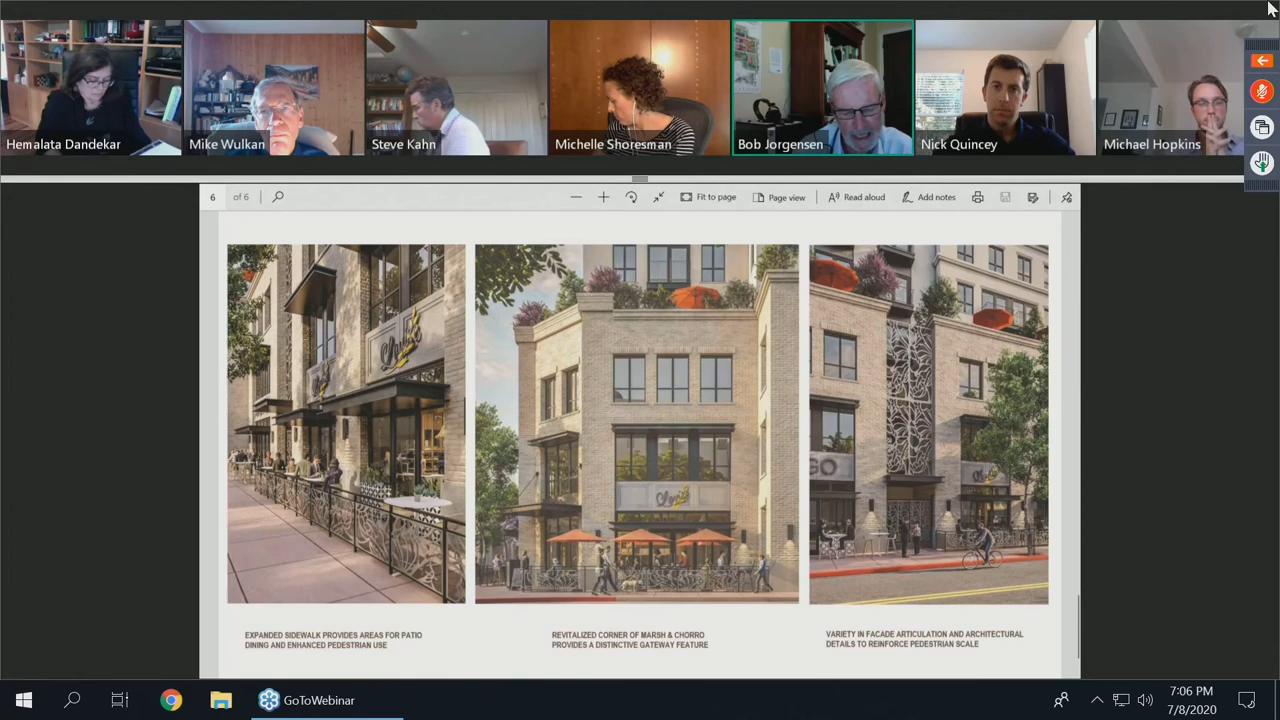 Hemalata Dandekar
Mike Wulkan
Steve Kahn
Michelle Shoresman
Bob Jorgensen
Nick Quincey
Michael Hopkins
6 of 6
Fit to page
Page view
Read aloud
Add notes
GO
EXPANDED SIDEWALK PROVIDES AREAS FOR PATIO
DINING AND ENHANCED PEDESTRIAN USE
REVITALIZED CORNER OF MARSH & CHORRO
PROVIDES A DISTINCTIVE GATEWAY FEATURE
VARIETY IN FACADE ARTICULATION AND ARCHITECTURAL
DETAILS TO REINFORCE PEDESTRIAN SCALE
GoToWebinar
7:06 PM
7/8/2020